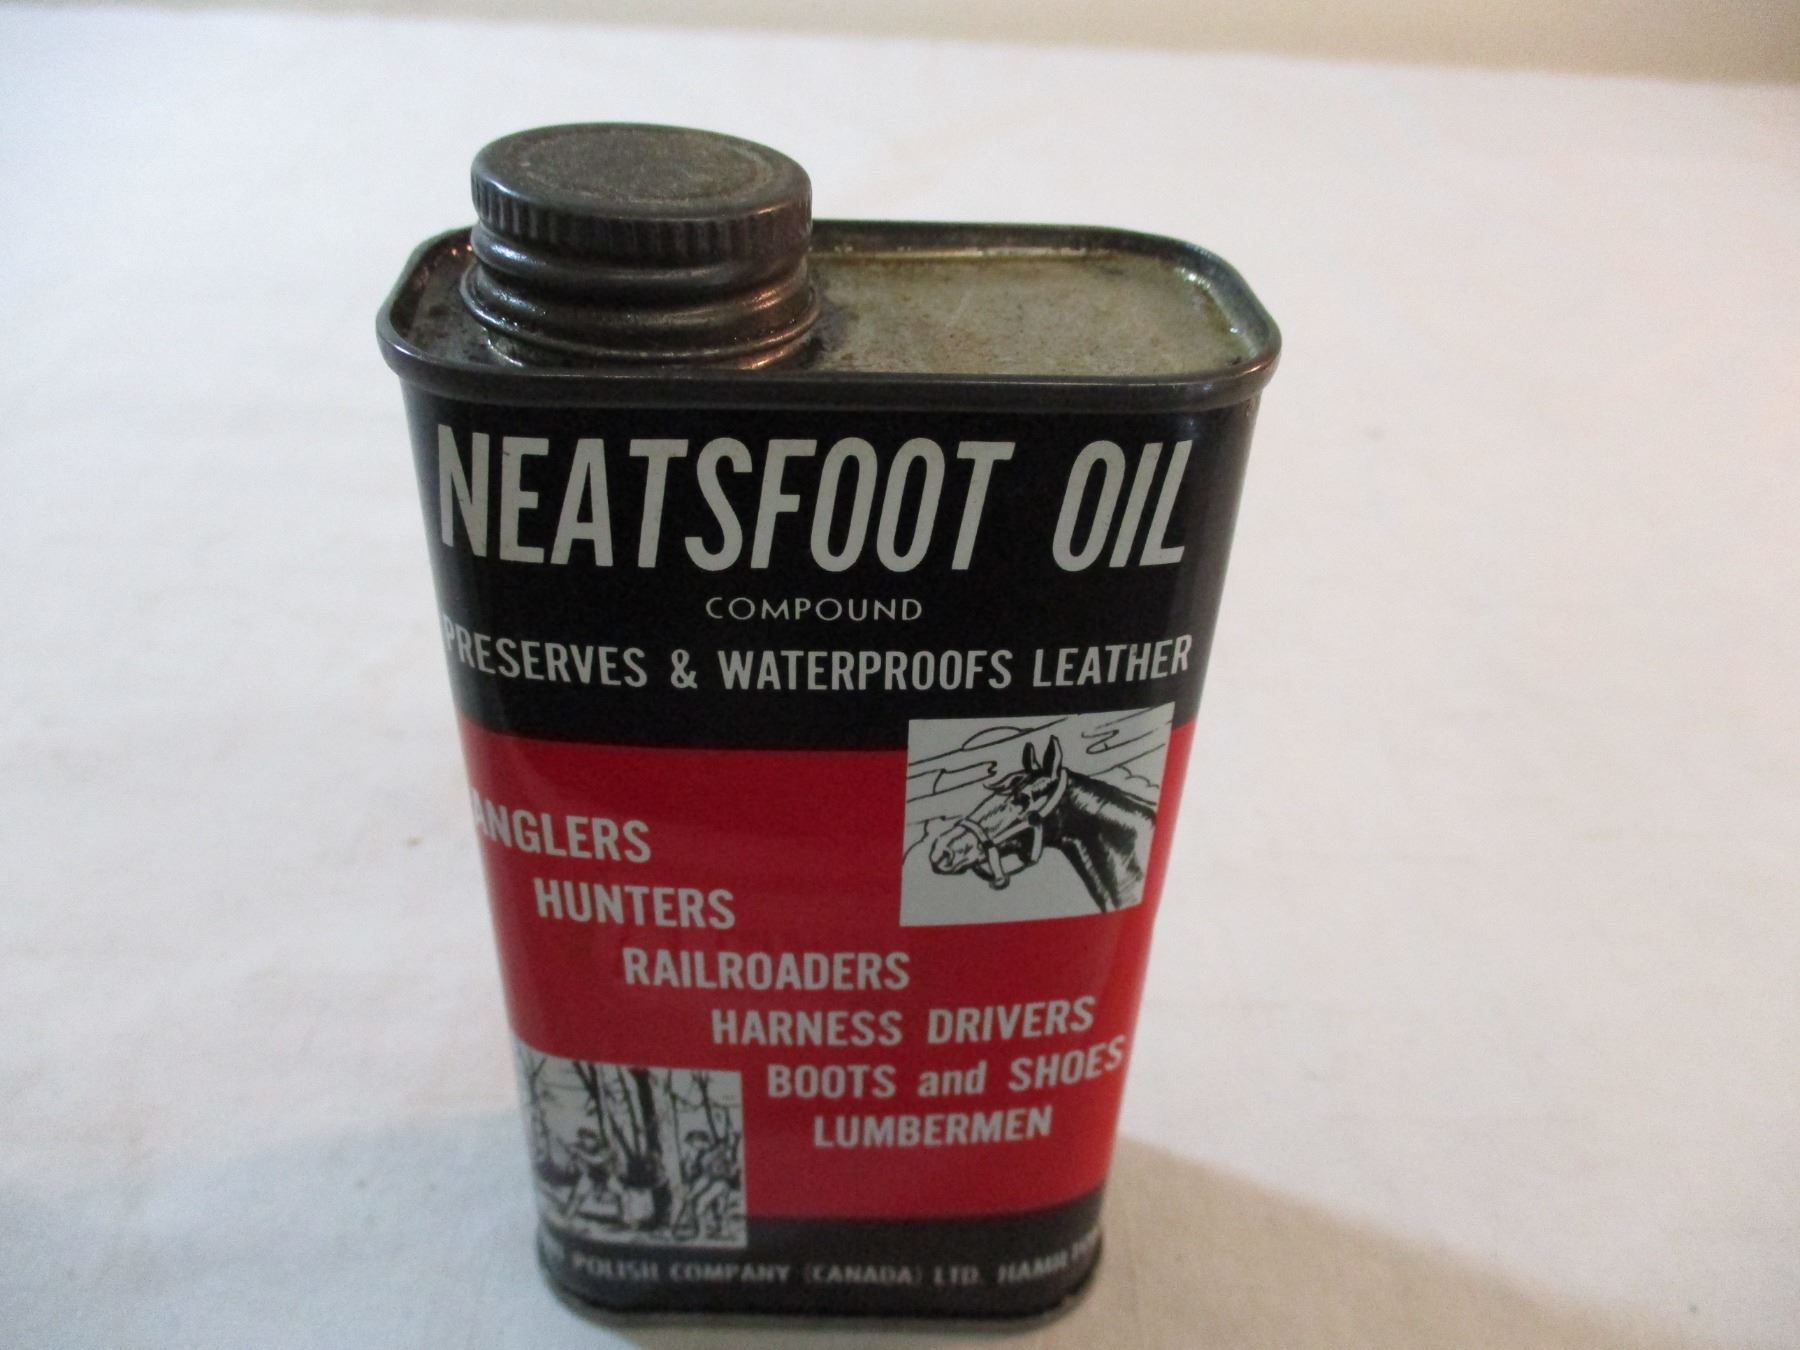 NEATSFOOT OIL
COMPOUND
PRESERVES & WATERPROOFS LEATHER
ANGLERS
HUNTERS
RAILROADERS
HARNESS DRIVERS
BOOTS and SHOES
LUMBERMEN
POLISH COMPANY (CANADA) LTD.